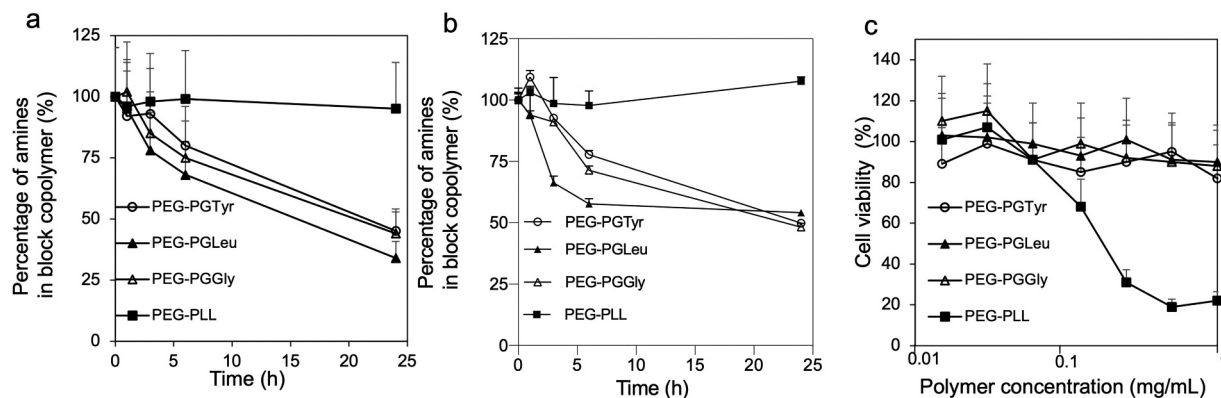 a
Percentage of amines
in block copolymer (%)
125
100
75
50
25
0
PEG-PGTyr
PEG-PGLeu
PEG-PGGly
PEG-PLL
0 5 10 15 20 25
Time (h)
b
Percentage of amines
in block copolymer (%)
125
100
75
50
25
0
PEG-PGTyr
PEG-PGLeu
PEG-PGGly
PEG-PLL
0 5 10 15 20 25
Time (h)
c
Cell viability (%)
140
120
100
80
60
40
20
0
PEG-PGTyr
PEG-PGLeu
PEG-PGGly
PEG-PLL
0.01 0.1
Polymer concentration (mg/mL)